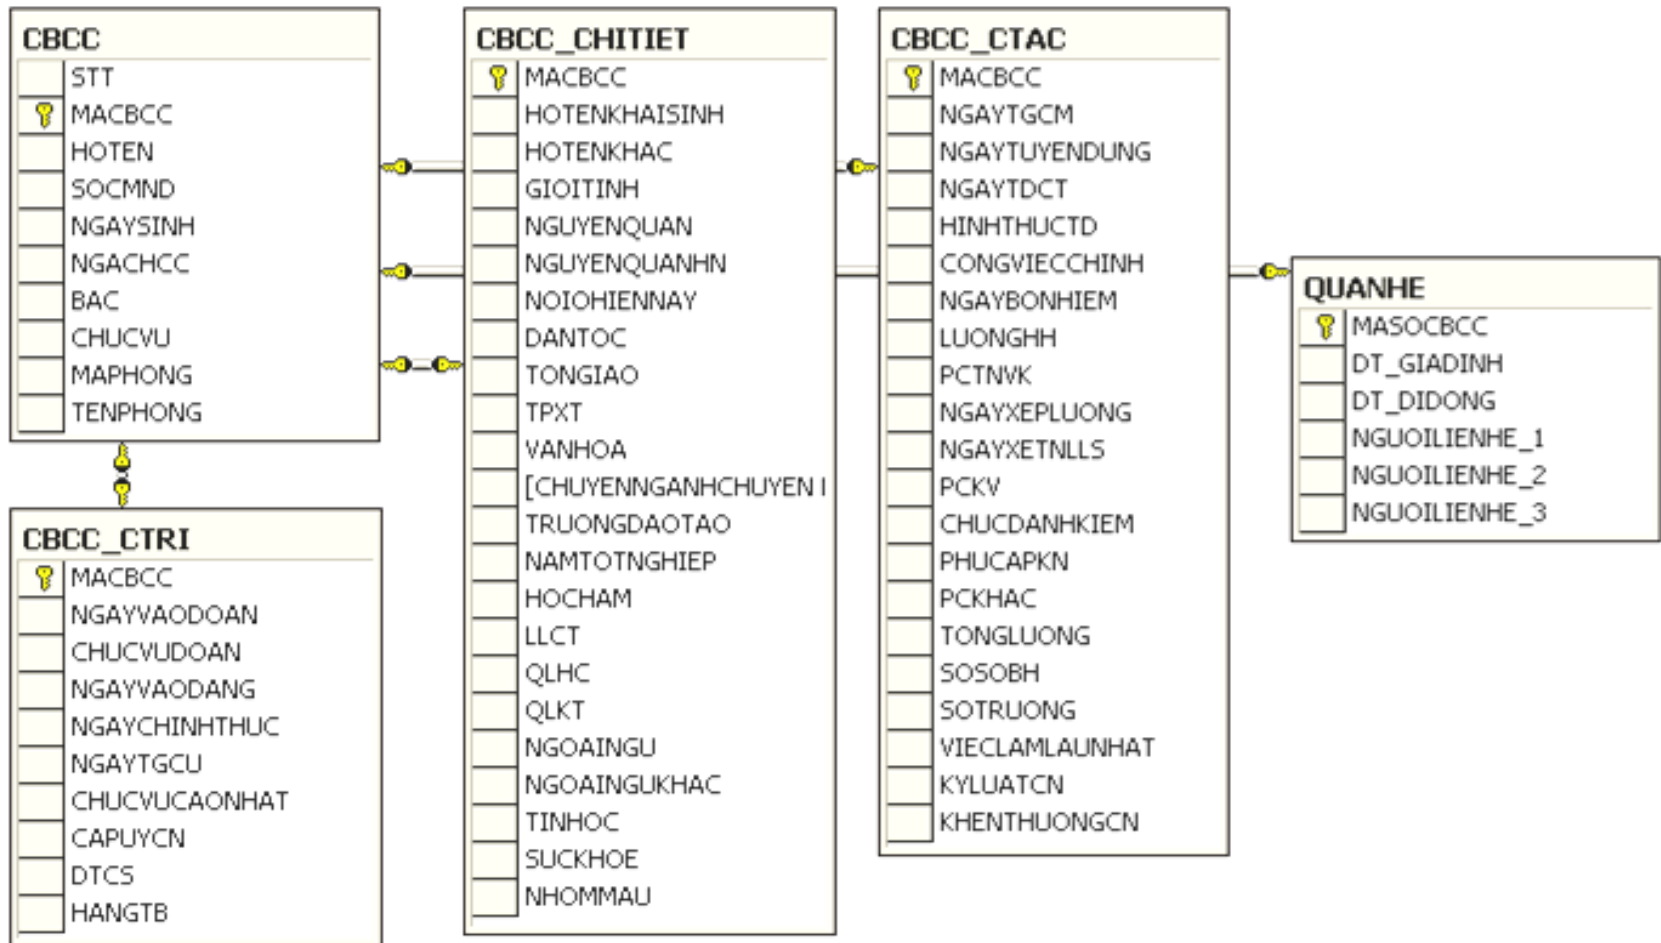 CBCC
STT
MACBCC
HOTEN
SOCMND
NGAYSINH
NGACHCC
BAC
CHUCVU
MAPHONG
TENPHONG
CBCC_CTRI
MACBCC
NGAYVAODOAN
CHUCVUDOAN
NGAYVAODANG
NGAYCHINHTHUC
NGAYTGCU
CHUCVUCAONHAT
CAPUYCN
DTCS
HANGTB
CBCC_CHITIET
MACBCC
HOTENKHAISINH
HOTENKHAC
GIOITINH
NGUYENQUAN
NGUYENQUANHN
NOIOHIENNAY
DANTOC
TONGIAO
TPXT
VANHOA
[CHUYENNGANHCHUYEN
TRUONGDAOTAO
NAMTOTNGHIEP
HOCHAM
LLCT
QLHC
QLKT
NGOAINGU
NGOAINGUKHAC
TINHOC
SUCKHOE
NHOMMAU
CBCC_CTAC
MACBCC
NGAYTGCM
NGAYTUYENDUNG
NGAYTDCT
HINHTHUCTD
CONGVIECCHINH
NGAYBONHIEM
LUONGHH
PCTNVK
NGAYXEPLUONG
NGAYXETNLLS
PCKV
CHUCDANHKIEM
PHUCAPKN
PCKHAC
TONGLUONG
SOSOBH
SOTRUONG
VIECLAMLAUNHAT
KYLUATCN
KHENTHUONGCN
QUANHE
MASOCBCC
DT_GIADINH
DT_DIDONG
NGUOILIENHE_1
NGUOILIENHE_2
NGUOILIENHE_3